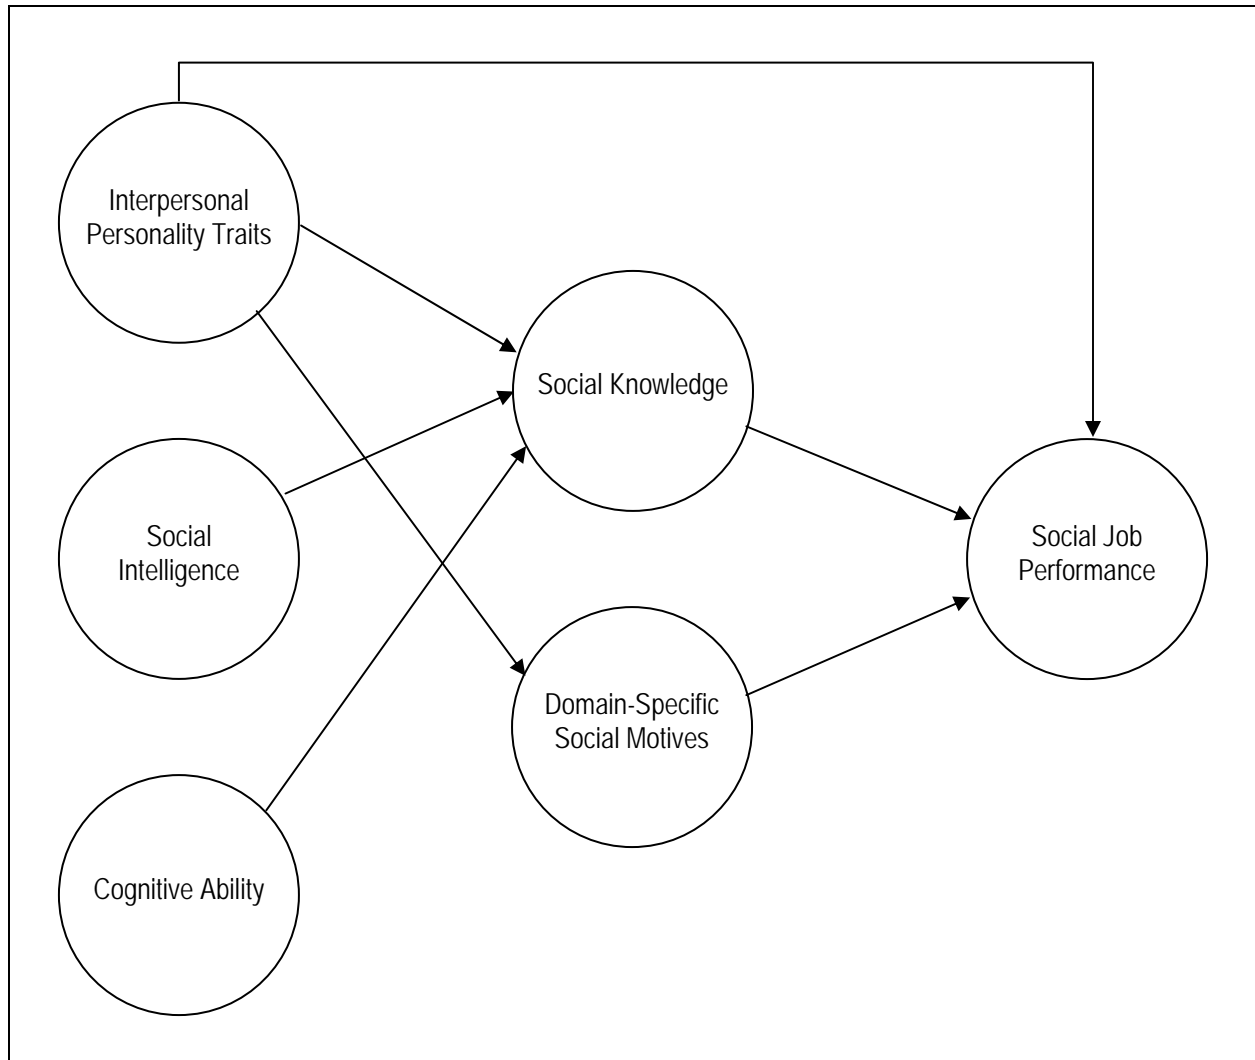 Interpersonal
Personality Traits
Social Knowledge
Social
Intelligence
Social Job
Performance
Domain-Specific
Social Motives
Cognitive Ability